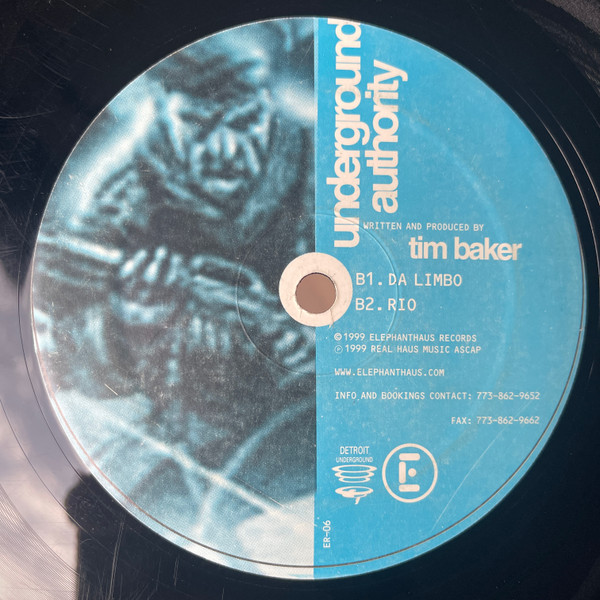 underground
authority
WRITTEN AND PRODUCED BY
tim baker
B1. DA LIMBO
B2. RIO
© 1999 ELEPHANTHAUS RECORDS
℗ 1999 REAL HAUS MUSIC ASCAP
WWW.ELEPHANTHAUS.COM
INFO AND BOOKINGS CONTACT: 773-862-9652
FAX: 773-862-9662
DETROIT
UNDERGROUND
E
ER-06